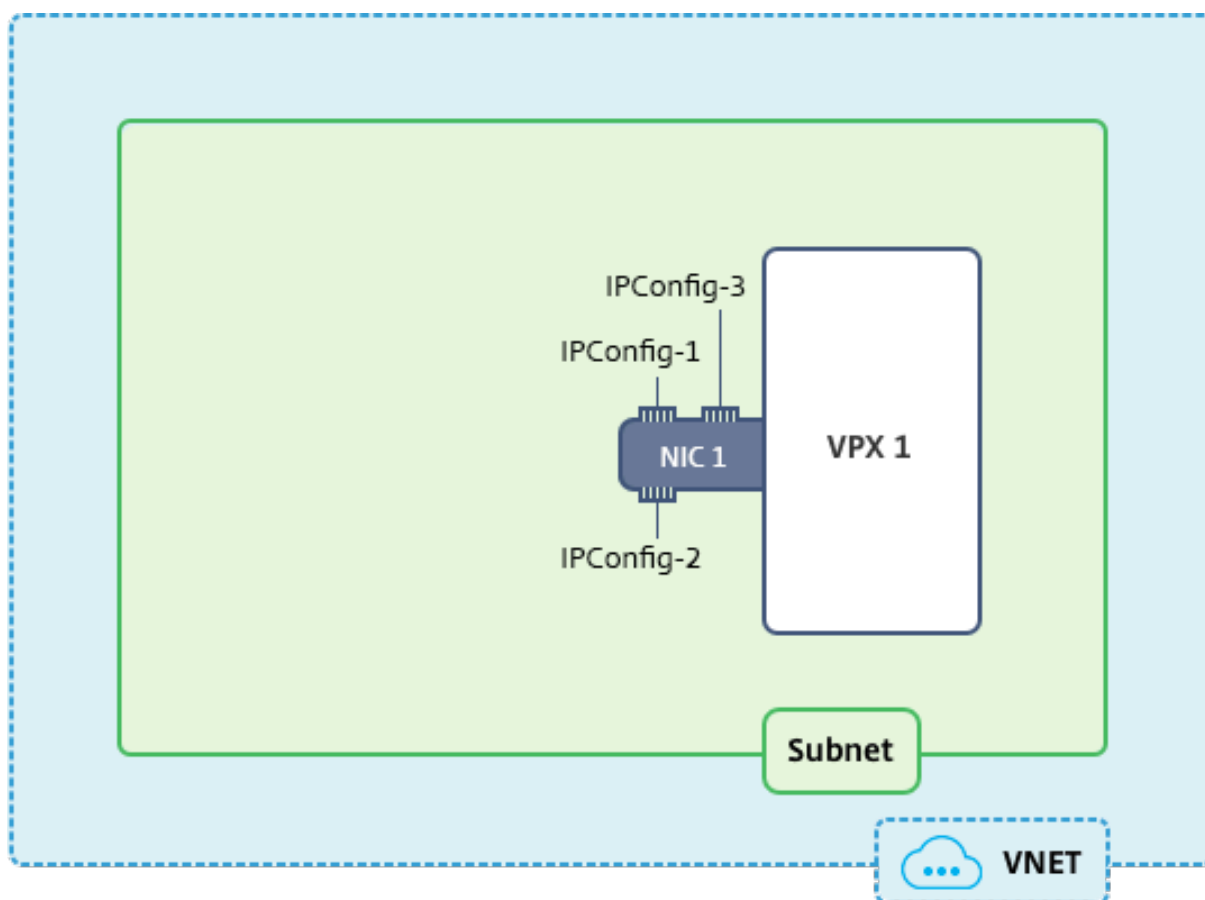 IPConfig-3
IPConfig-1
NIC 1
VPX 1
IPConfig-2
Subnet
VNET